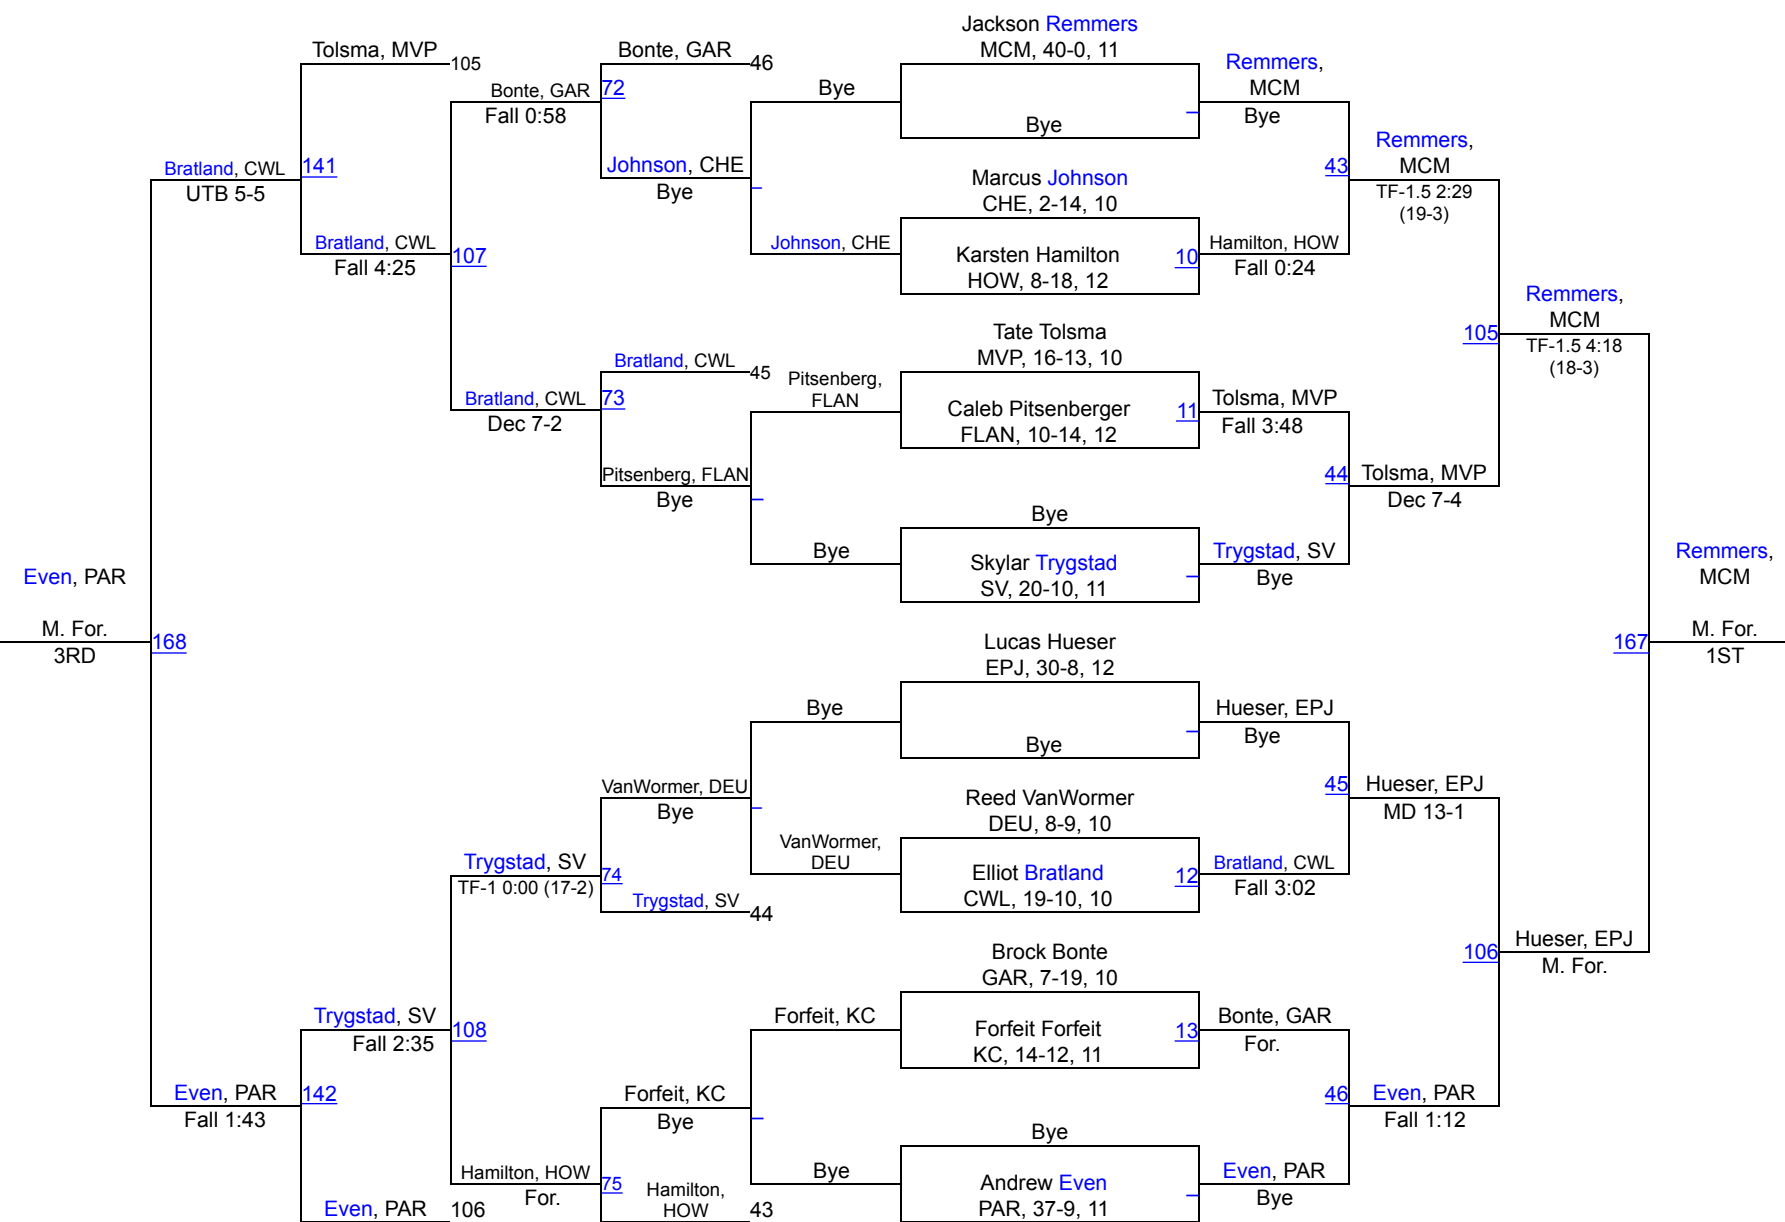 Tolsma, MVP
105
Bonte, GAR
Fall 0:58
Bratland, CWL
UTB 5-5
141
Bratland, CWL
Fall 4:25
107
Bratland, CWL
Dec 7-2
Even, PAR
M. For.
3RD
168
Trygstad, SV
TF-1 0:00 (17-2)
Trygstad, SV
Fall 2:35
108
Even, PAR
Fall 1:43
142
Hamilton, HOW
For.
Even, PAR
106
Bonte, GAR
46
72
Bye
Johnson, CHE
Bye
Johnson, CHE
Bratland, CWL
45
73
Pitsenberg,
FLAN
Pitsenberg, FLAN
Bye
Bye
Bye
VanWormer, DEU
Bye
VanWormer,
DEU
74
Trygstad, SV
44
Forfeit, KC
Forfeit, KC
Bye
Bye
75
Hamilton,
HOW
43
Jackson Remmers
MCM, 40-0, 11
Bye
Marcus Johnson
CHE, 2-14, 10
Karsten Hamilton
HOW, 8-18, 12
10
Tate Tolsma
MVP, 16-13, 10
Caleb Pitsenberger
FLAN, 10-14, 12
11
Bye
Skylar Trygstad
SV, 20-10, 11
Lucas Hueser
EPJ, 30-8, 12
Bye
Reed VanWormer
DEU, 8-9, 10
Elliot Bratland
CWL, 19-10, 10
12
Brock Bonte
GAR, 7-19, 10
Forfeit Forfeit
KC, 14-12, 11
13
Bye
Andrew Even
PAR, 37-9, 11
Remmers,
MCM
Bye
43
Hamilton, HOW
Fall 0:24
Tolsma, MVP
Fall 3:48
44
Trygstad, SV
Bye
Hueser, EPJ
Bye
45
Bratland, CWL
Fall 3:02
Bonte, GAR
For.
46
Even, PAR
Bye
Remmers,
MCM
TF-1.5 2:29
(19-3)
105
Tolsma, MVP
Dec 7-4
Hueser, EPJ
MD 13-1
106
Even, PAR
Fall 1:12
Remmers,
MCM
TF-1.5 4:18
(18-3)
167
Hueser, EPJ
M. For.
Remmers,
MCM
M. For.
1ST